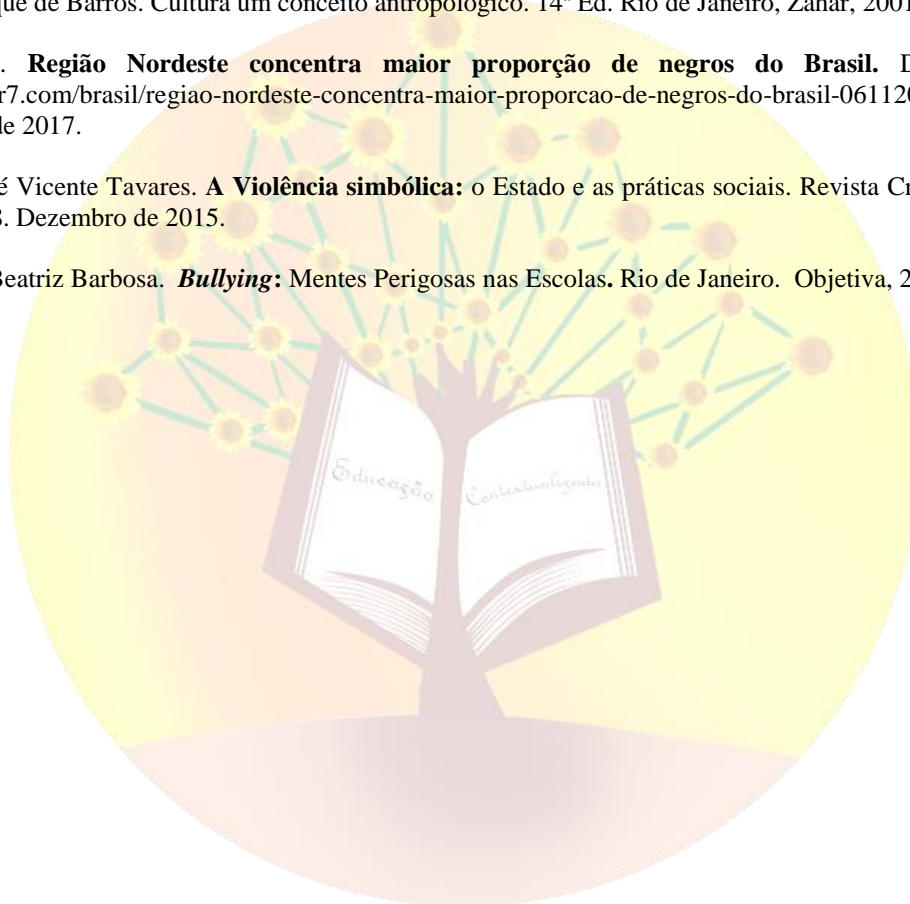 que de Barros. Cultura um conceito antropológico. 14ª Ed. Rio de Janeiro, Zahar, 2001
. Região Nordeste concentra maior proporção de negros do Brasil. D
r7.com/brasil/regiao-nordeste-concentra-maior-proporcao-de-negros-do-brasil-061120
de 2017.
é Vicente Tavares. A Violência simbólica: o Estado e as práticas sociais. Revista Cr
8. Dezembro de 2015.
Beatriz Barbosa. Bullying: Mentes Perigosas nas Escolas. Rio de Janeiro. Objetiva, 2
Educação
Contextualizada